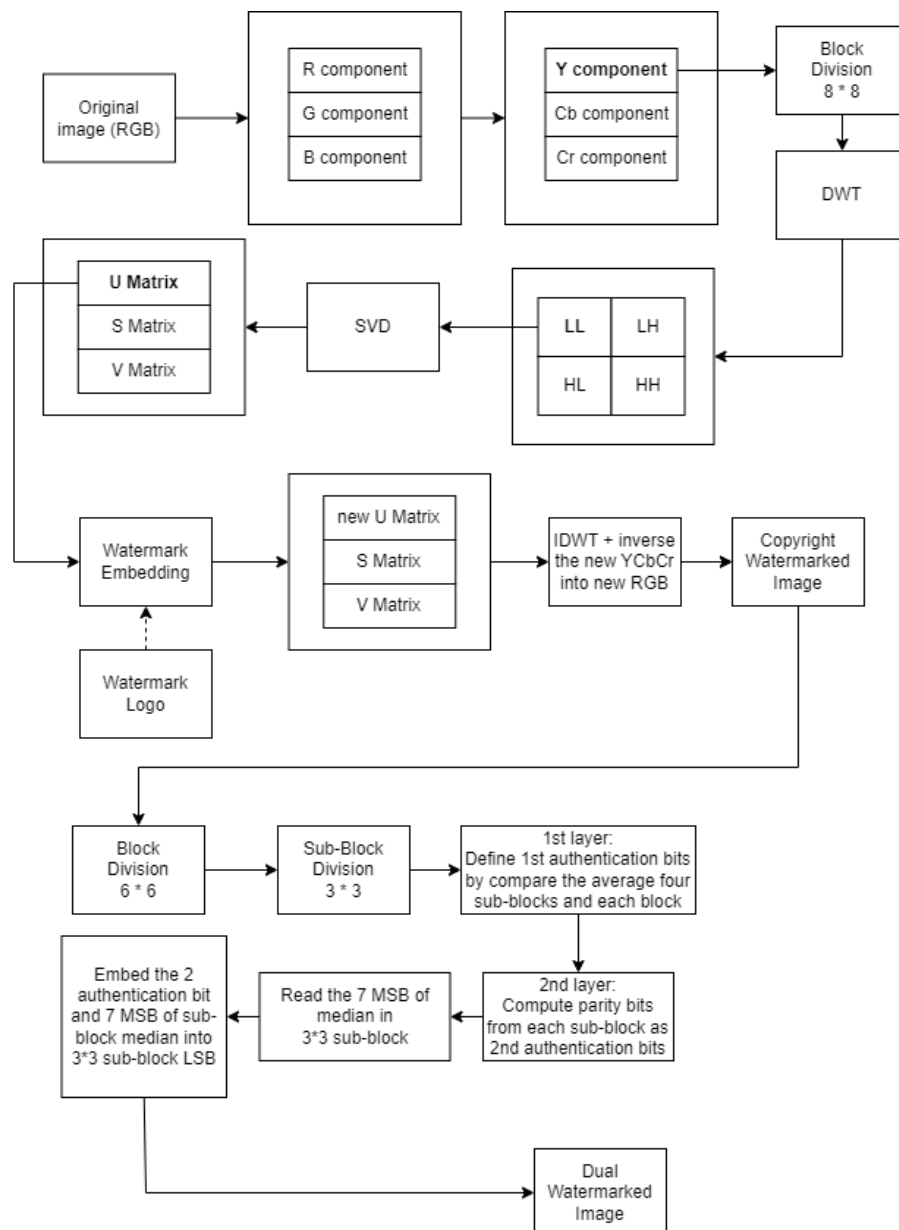 Original
image (RGB)
R component
G component
B component
Y component
Cb component
Cr component
Block
Division
8 * 8
DWT
U Matrix
S Matrix
V Matrix
SVD
LL
LH
HL
HH
Watermark
Embedding
Watermark
Logo
new U Matrix
S Matrix
V Matrix
IDWT + inverse
the new YCbCr
into new RGB
Copyright
Watermarked
Image
Block
Division
6 * 6
Sub-Block
Division
3 * 3
1st layer:
Define 1st authentication bits
by compare the average four
sub-blocks and each block
2nd layer:
Compute parity bits
from each sub-block as
2nd authentication bits
Read the 7 MSB of
median in
3*3 sub-block
Embed the 2
authentication bit
and 7 MSB of sub-
block median into
3*3 sub-block LSB
Dual
Watermarked
Image